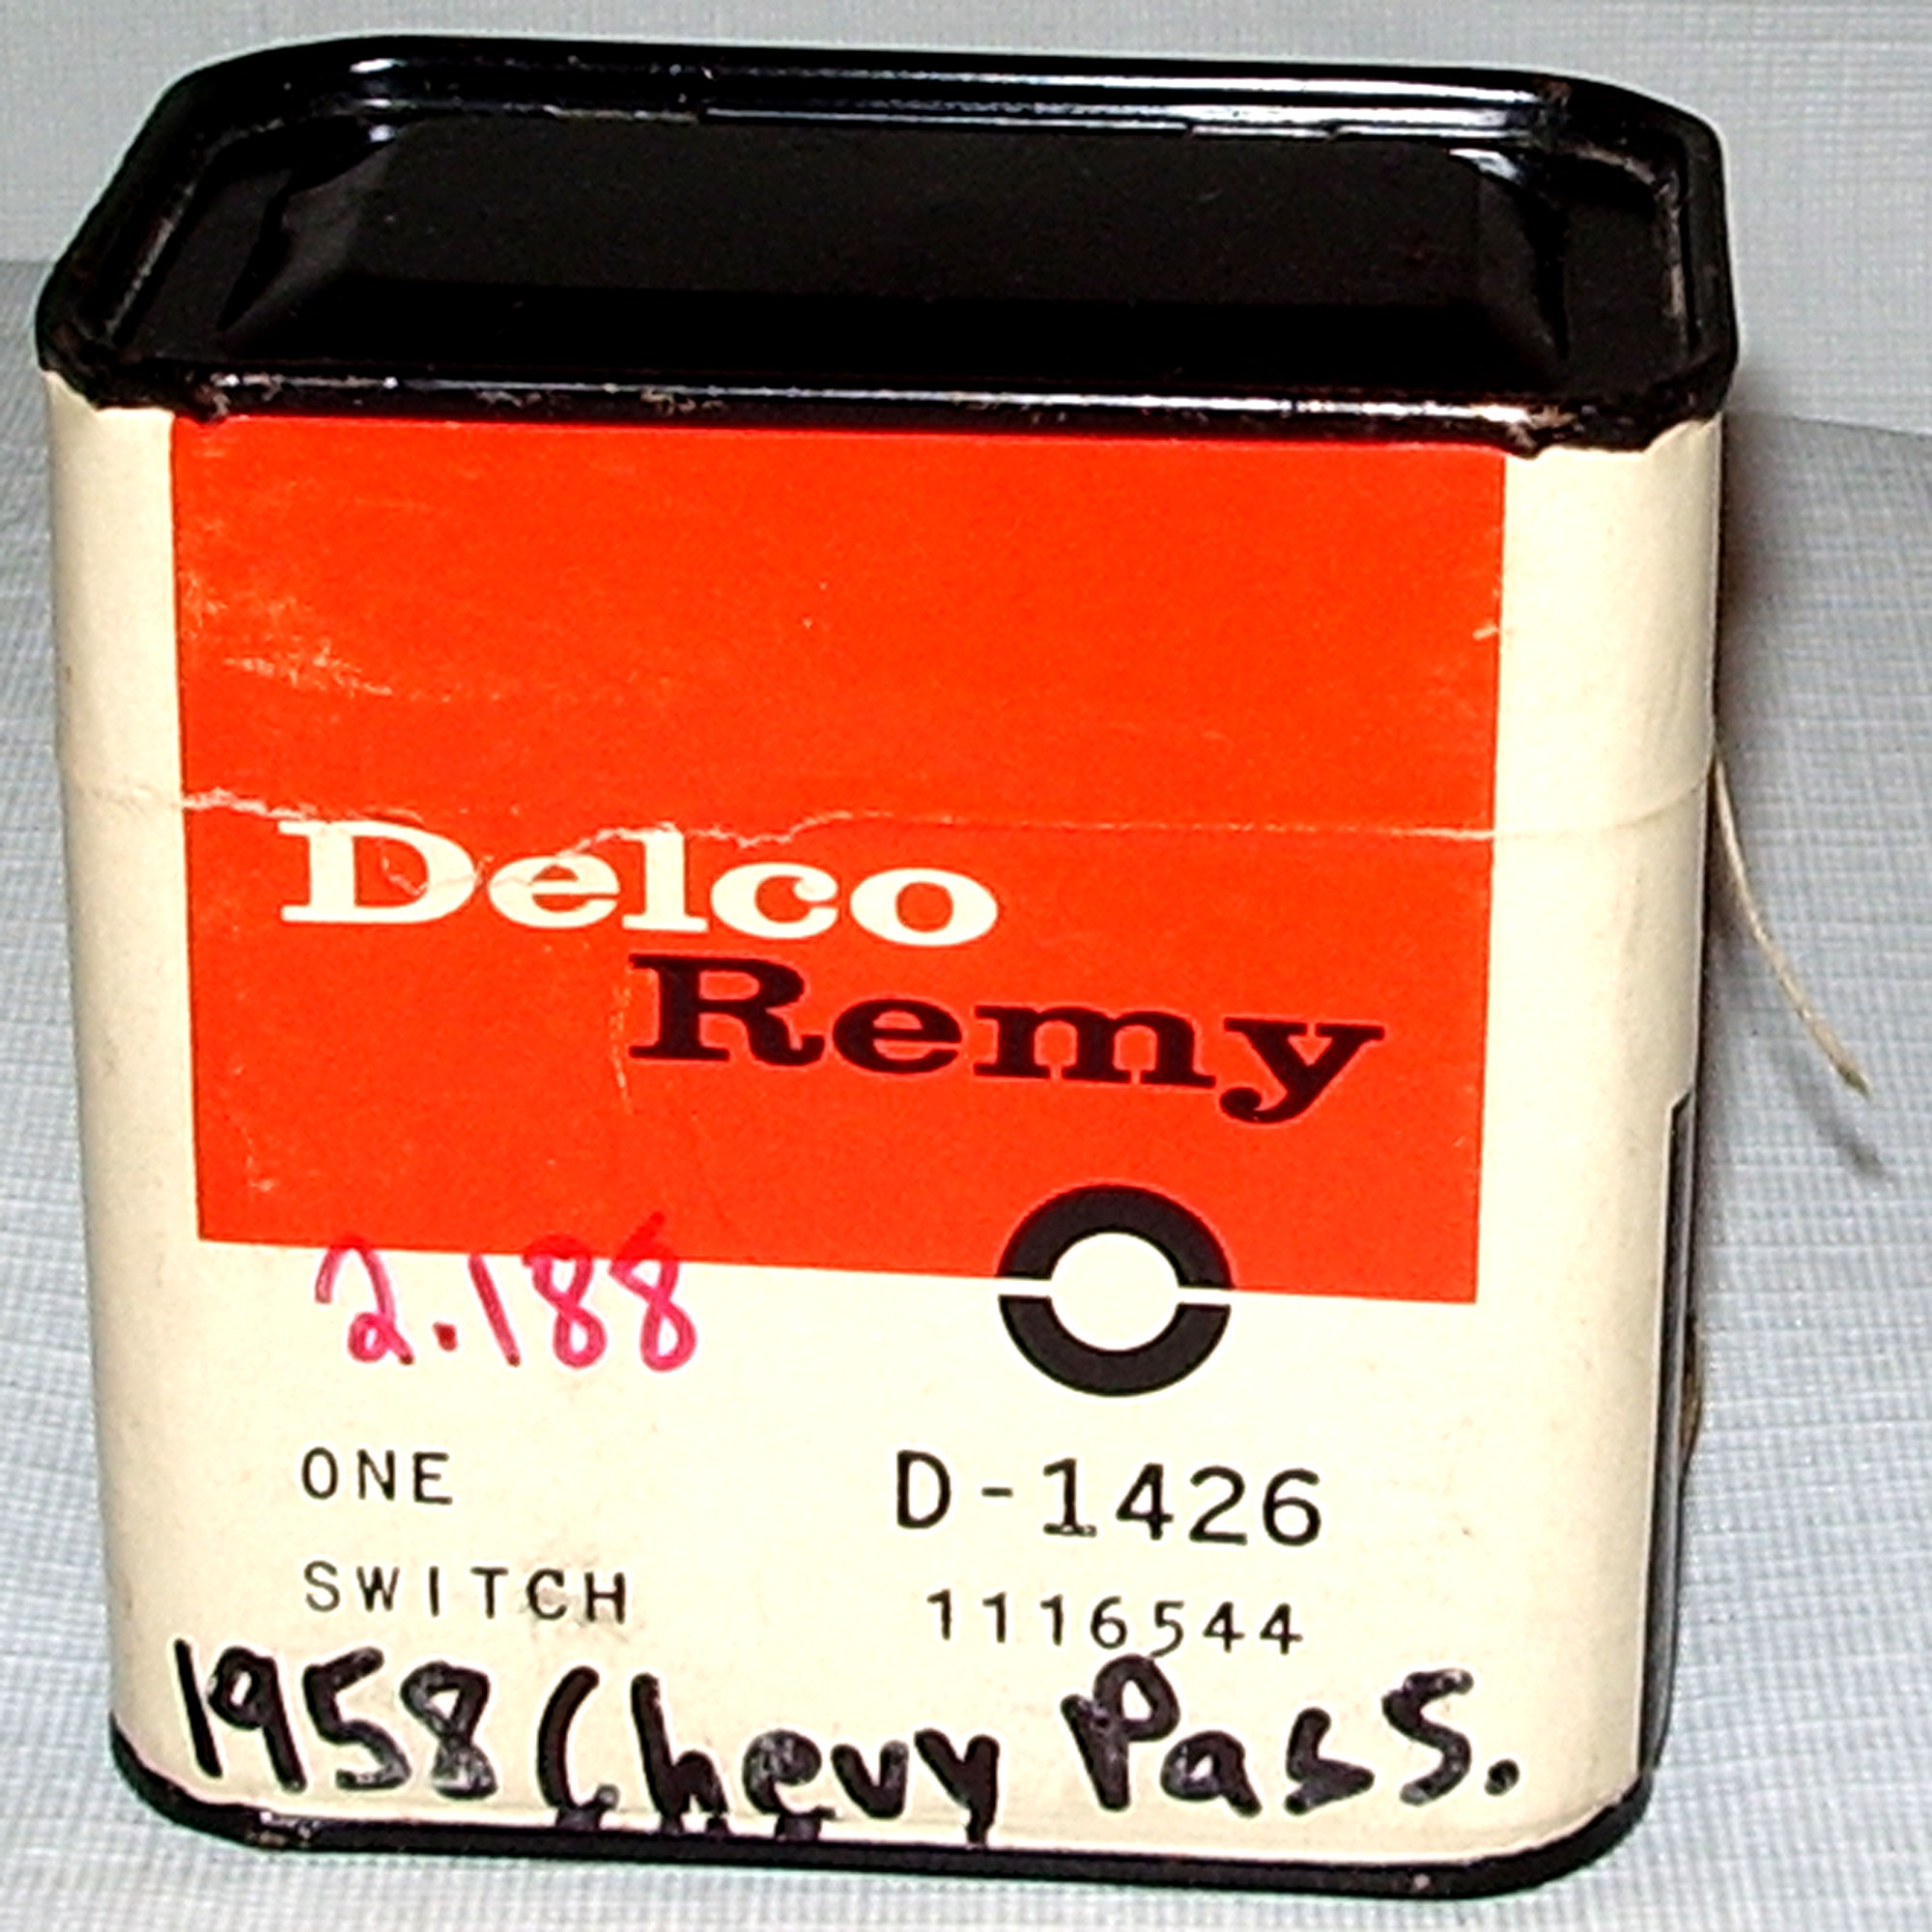 Delco
Remy
2.188
ONE
D-1426
SWITCH
1116544
1958 Chevy Pass.